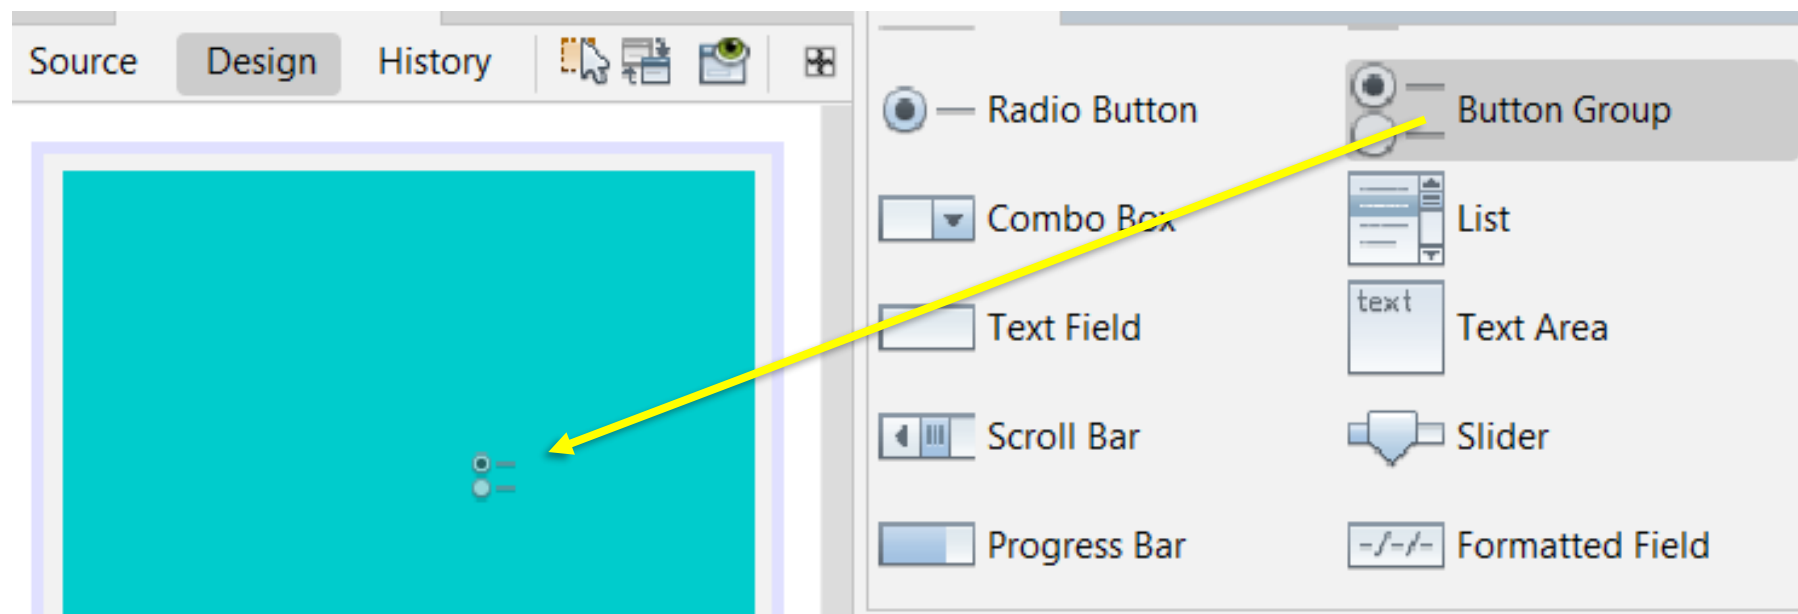 Source Design History
Radio Button
Button Group
Combo Box
List
Text Field
text
Text Area
Scroll Bar
Slider
Progress Bar
Formatted Field